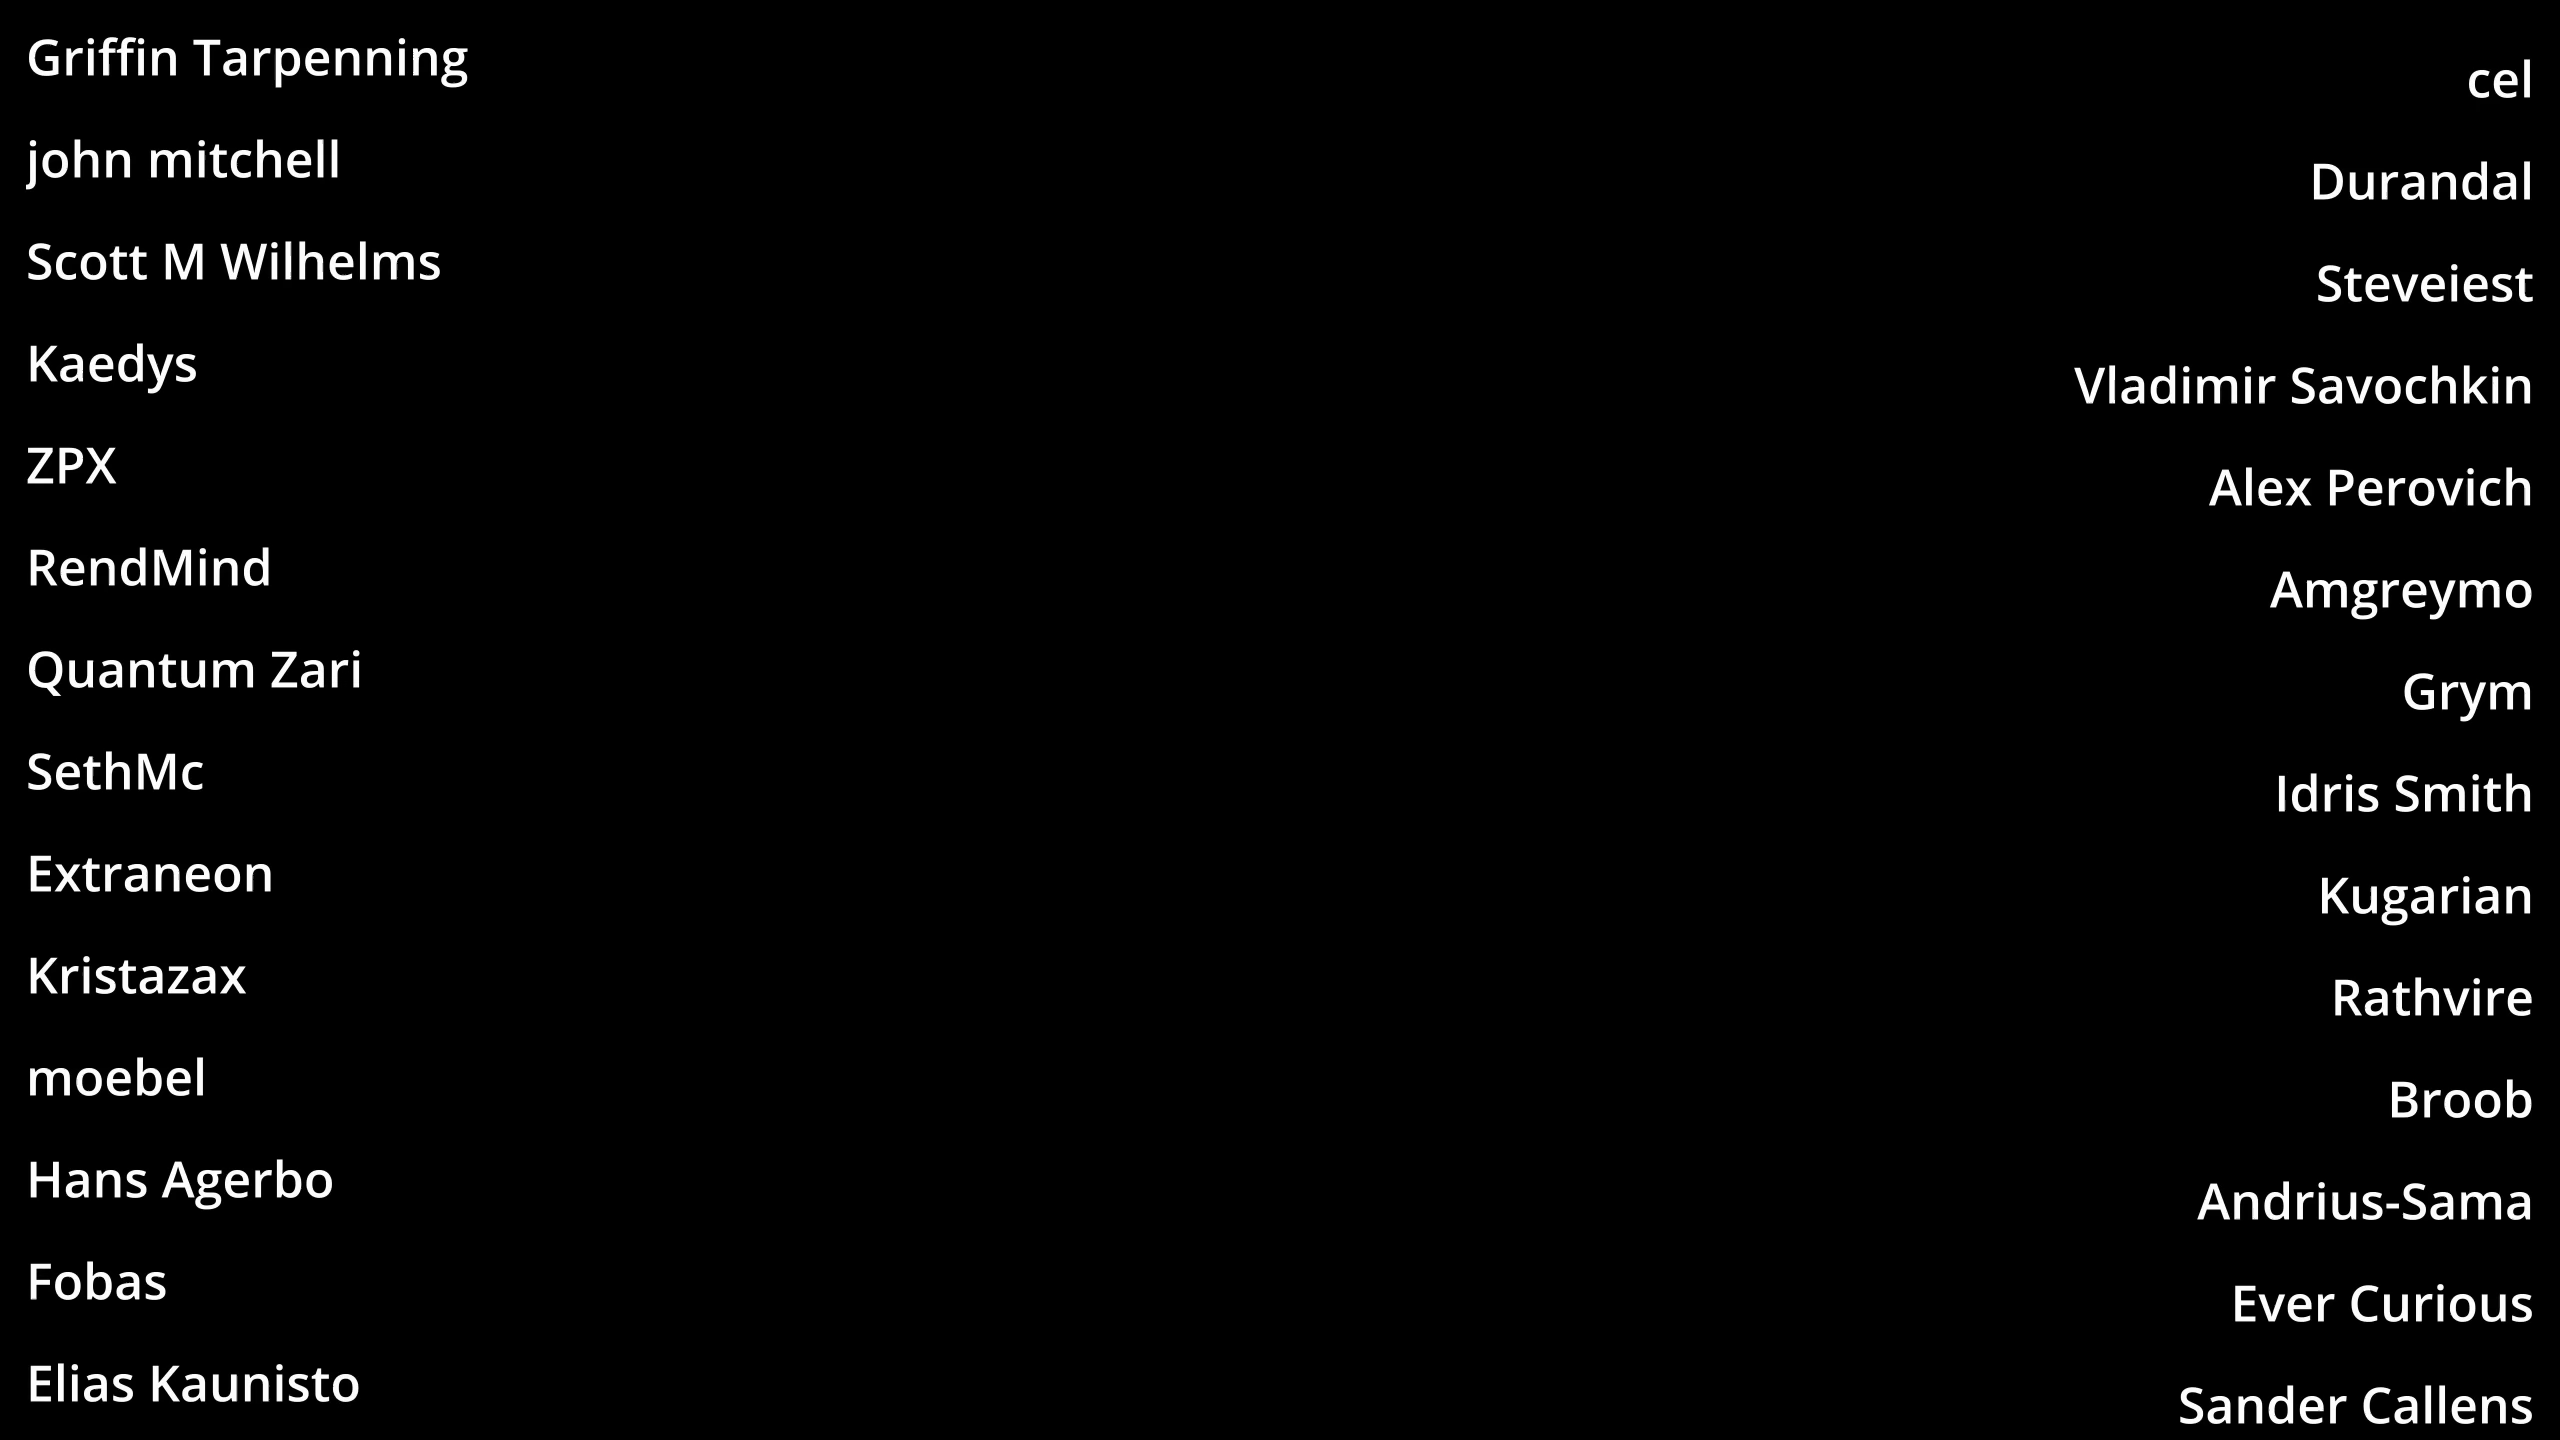 Griffin Tarpenning
john mitchell
Scott M Wilhelms
Kaedys
ZPX
RendMind
Quantum Zari
SethMc
Extraneon
Kristazax
moebel
Hans Agerbo
Fobas
Elias Kaunisto
cel
Durandal
Steveiest
Vladimir Savochkin
Alex Perovich
Amgreymo
Grym
Idris Smith
Kugarian
Rathvire
Broob
Andrius-Sama
Ever Curious
Sander Callens